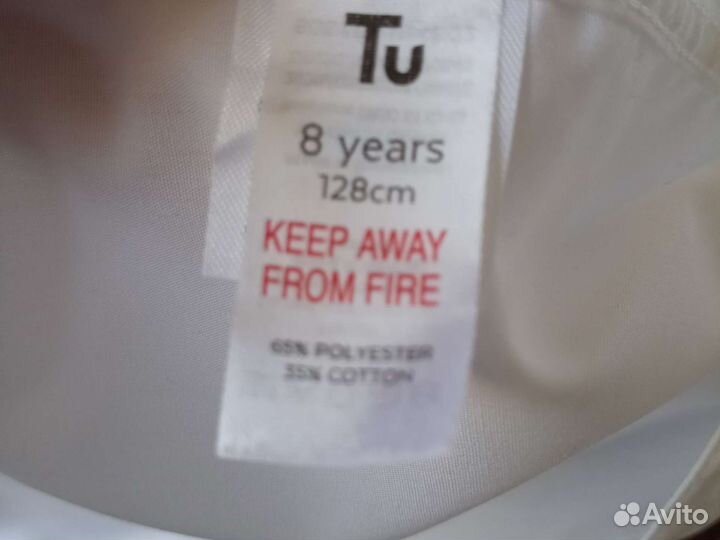 Tu
8 years
128cm
KEEP AWAY
FROM FIRE
65% POLYESTER
35% COTTON
Avito